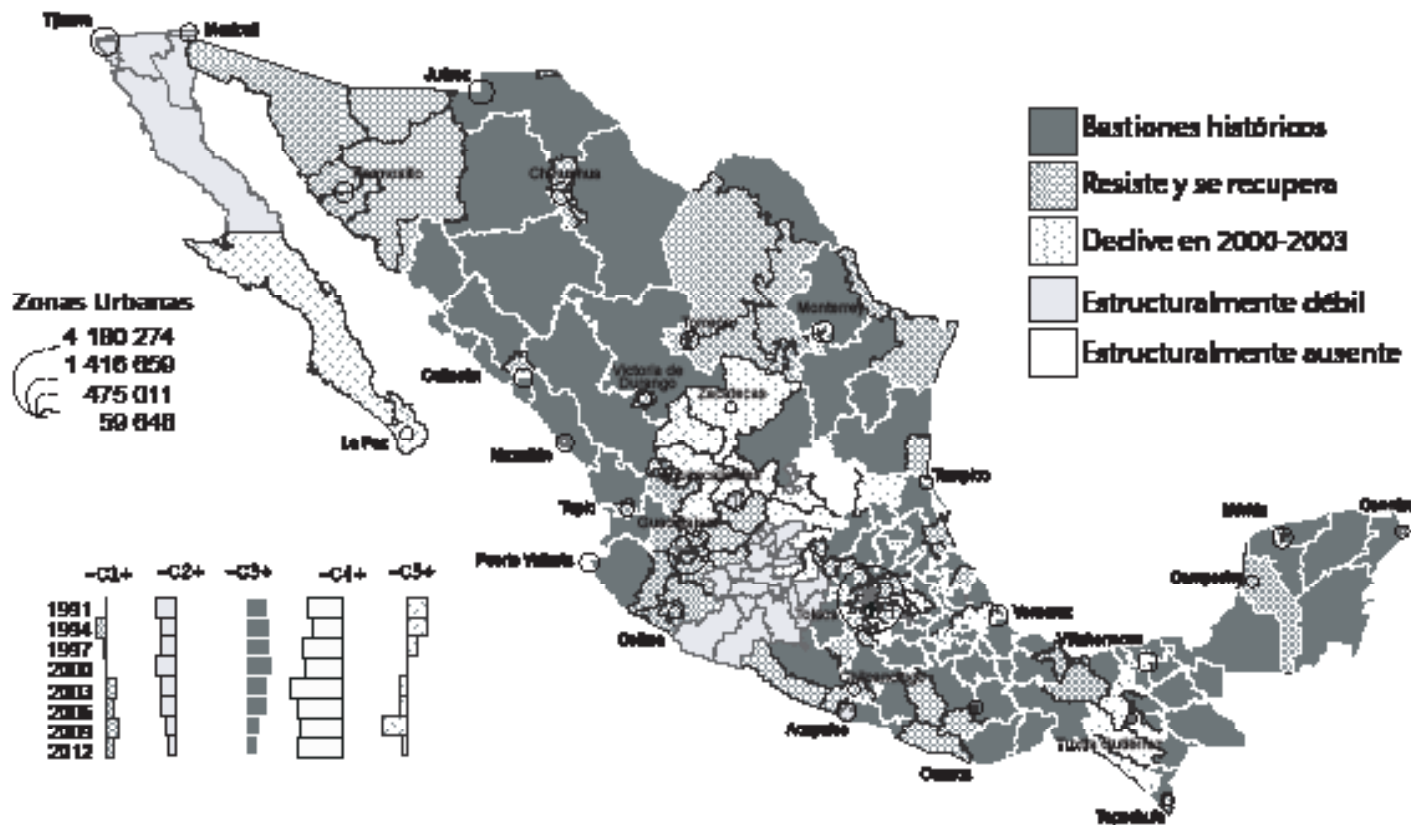 Tijuana
Mexicali
Juárez
Hermosillo
Chihuahua
Bastiones históricos
Resiste y se recupera
Declive en 2000-2003
Estructuralmente débil
Estructuralmente ausente
Zonas Urbanas
4 180 274
1 416 659
475 011
59 648
Monterrey
Torreón
Culiacán
Victoria de
Durango
Zacatecas
La Paz
Mazatlán
Tampico
Tepic
Guadalajara
Mérida
Puerto Vallarta
Campeche
Colima
Toluca
Veracruz
Villahermosa
Acapulco
Oaxaca
Tuxtla Gutiérrez
Tapachula
-C1+ -C2+ -C3+ -C4+ -C5+
1991
1994
1997
2000
2003
2006
2009
2012